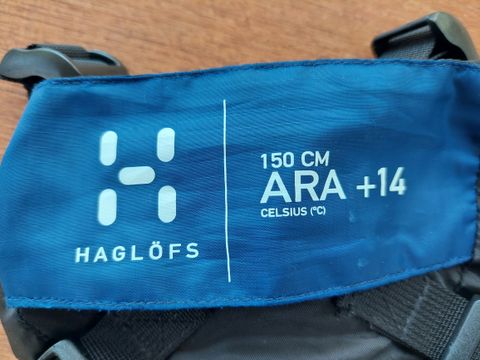 HAGLÖFS
150 CM
ARA +14
CELSIUS (°C)